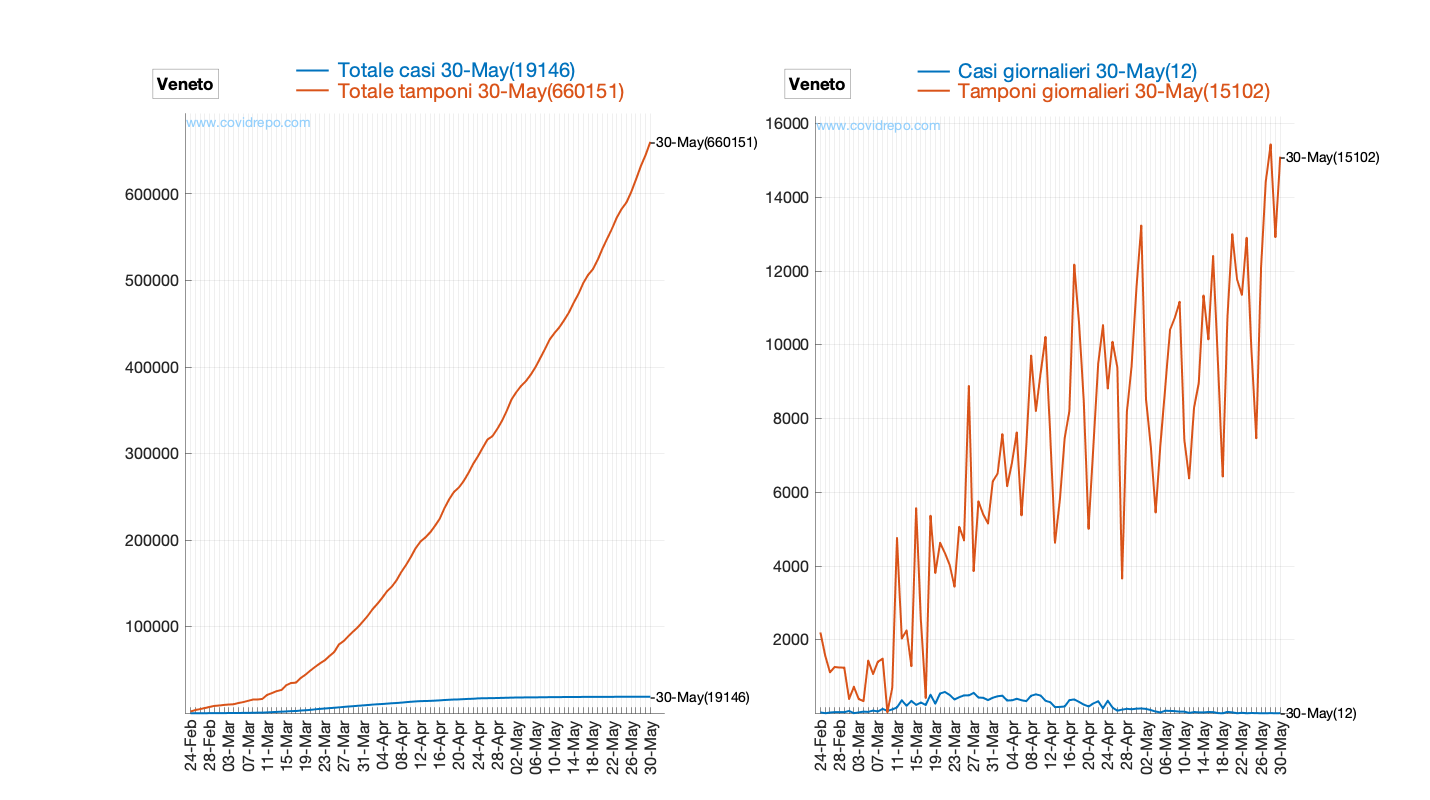 Veneto
Totale casi 30-May(19146)
Totale tamponi 30-May(660151)
www.covidrepo.com
30-May(660151)
600000
500000
400000
300000
200000
100000
30-May(19146)
24-Feb
28-Feb
03-Mar
07-Mar
11-Mar
15-Mar
19-Mar
23-Mar
27-Mar
31-Mar
04-Apr
08-Apr
12-Apr
16-Apr
20-Apr
24-Apr
28-Apr
02-May
06-May
10-May
14-May
18-May
22-May
26-May
30-May
Veneto
Casi giornalieri 30-May(12)
Tamponi giornalieri 30-May(15102)
www.covidrepo.com
16000
30-May(15102)
14000
12000
10000
8000
6000
4000
2000
30-May(12)
24-Feb
28-Feb
03-Mar
07-Mar
11-Mar
15-Mar
19-Mar
23-Mar
27-Mar
31-Mar
04-Apr
08-Apr
12-Apr
16-Apr
20-Apr
24-Apr
28-Apr
02-May
06-May
10-May
14-May
18-May
22-May
26-May
30-May